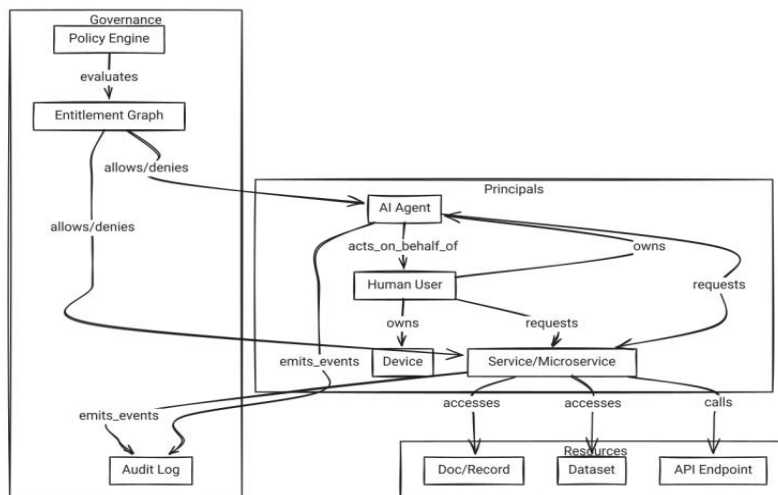 Governance
Policy Engine
evaluates
Entitlement Graph
allows/denies
Principals
AI Agent
allows/denies
acts_on_behalf_of
owns
Human User
requests
owns
requests
emits_events
Device
Service/Microservice
accesses
accesses
calls
emits_events
Resources
Audit Log
Doc/Record
Dataset
API Endpoint